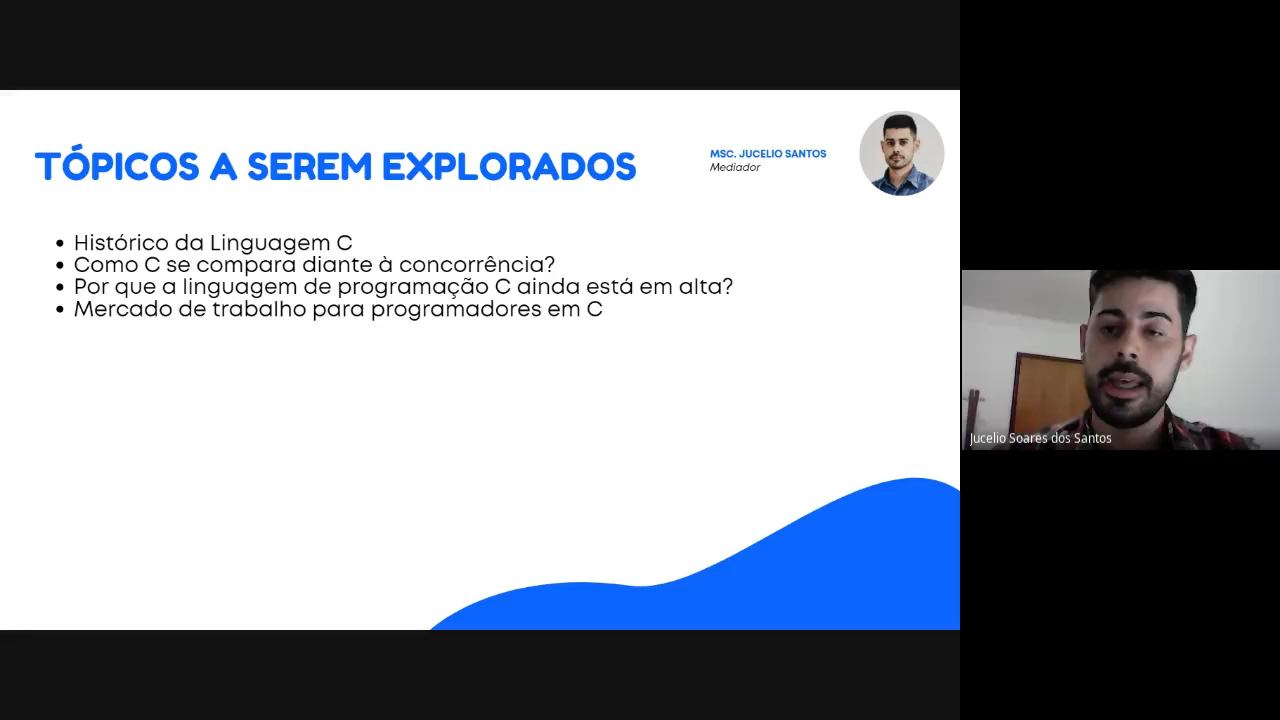 TÓPICOS A SEREM EXPLORADOS
MSC. JUCELIO SANTOS
Mediador
• Histórico da Linguagem C
• Como C se compara diante à concorrência?
• Por que a linguagem de programação C ainda está em alta?
• Mercado de trabalho para programadores em C
Jucelio Soares dos Santos